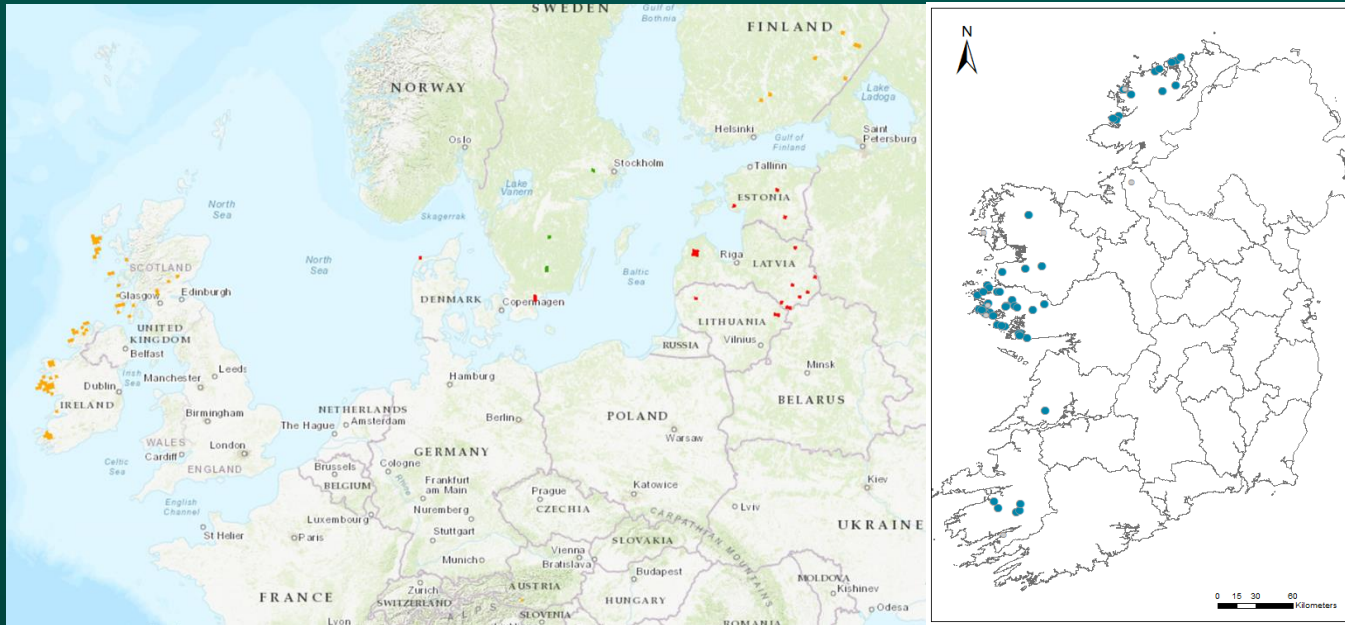 SWEDEN
Gulf of
Bothnia
FINLAND
NORWAY
Lake
Ladoga
Oslo
Helsinki
Saint
Petersburg
Gulf of
Finland
Stockholm
Tallinn
Lake
Vanern
ESTONIA
North
Sea
Skagerrak
SCOTLAND
North
Sea
Baltic
Sea
Riga
LATVIA
Glasgow
Edinburgh
DENMARK
Copenhagen
LITHUANIA
UNITED
KINGDOM
Belfast
RUSSIA
Vilnius
Irish
Sea
Leeds
Minsk
Dublin
Manchester
Hamburg
IRELAND
Birmingham
NETHERLANDS
Amsterdam
The Hague
Berlin
POLAND
BELARUS
WALES
London
Cardiff
Warsaw
ENGLAND
Celtic
Sea
GERMANY
Brussels
Cologne
BELGIUM
Rhine
Frankfurt
am Main
Kiev
English
Channel
Prague
Katowice
Luxembourg
Nuremberg
CZECHIA
Lviv
St Helier
Paris
UKRAINE
Stuttgart
CARPATHIAN MOUNTAINS
SLOVAKIA
Munich
Vienna
Bratislava
Budapest
MOLDOVA
Zurich
AUSTRIA
Kishinev
FRANCE
SWITZERLAND
ALPS
HUNGARY
Odesa
SLOVENIA
Lyon
ROMANIA
N
0 15 30 60
Kilometers